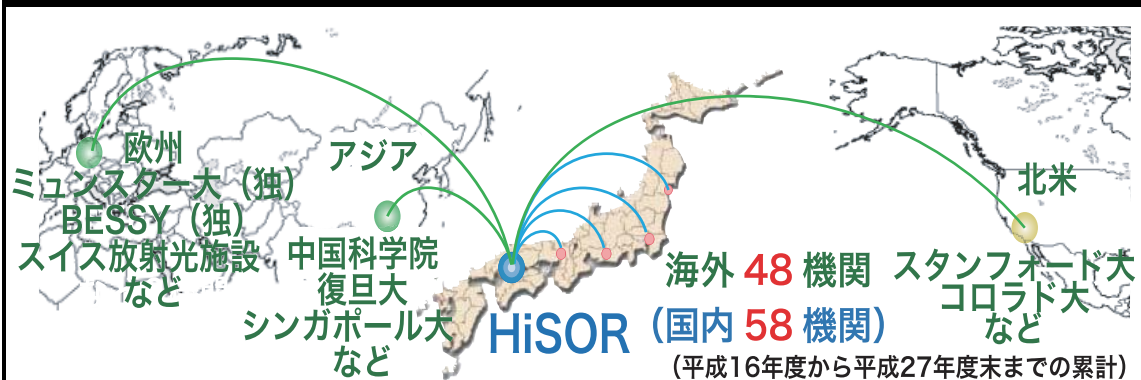 欧州
ミュンスター大（独）
BESSY（独）
スイス放射光施設
など
アジア
中国科学院
復旦大
シンガポール大
など
HiSOR
海外 48 機関
（国内 58 機関）
（平成16年度から平成27年度末までの累計）
北米
スタンフォード大
コロラド大
など